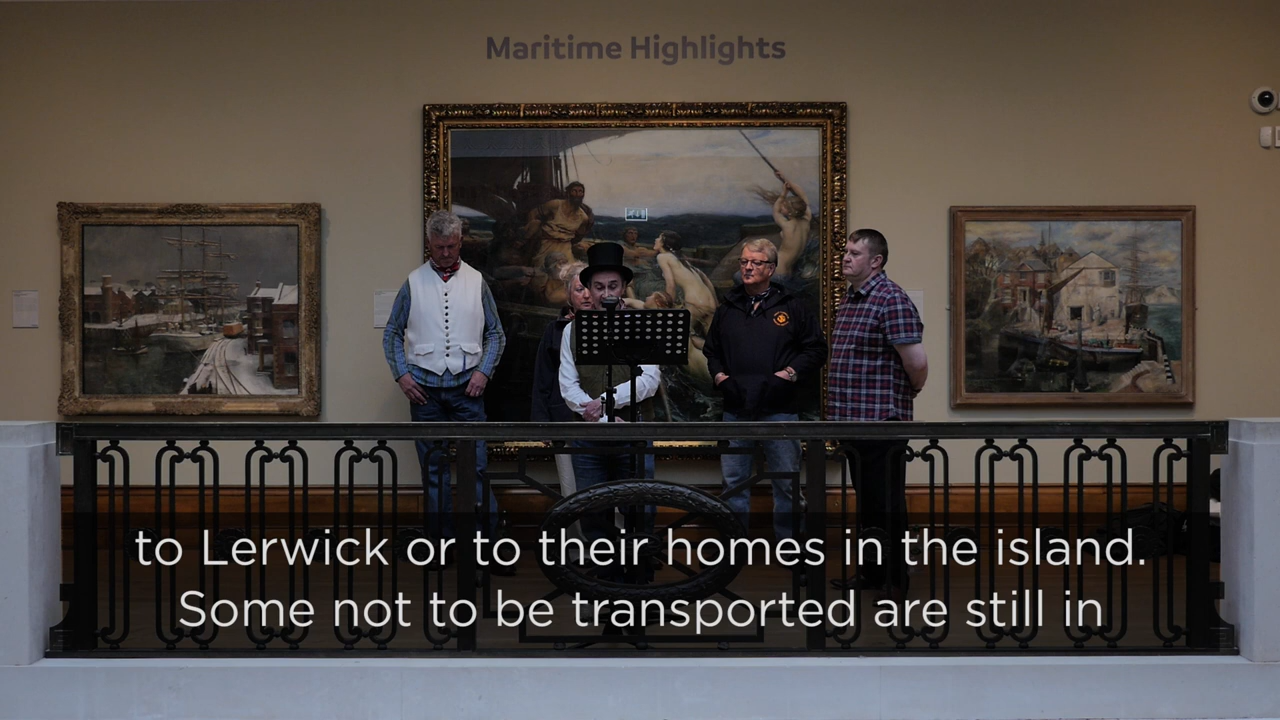 Maritime Highlights
to Lerwick or to their homes in the island.
Some not to be transported are still in